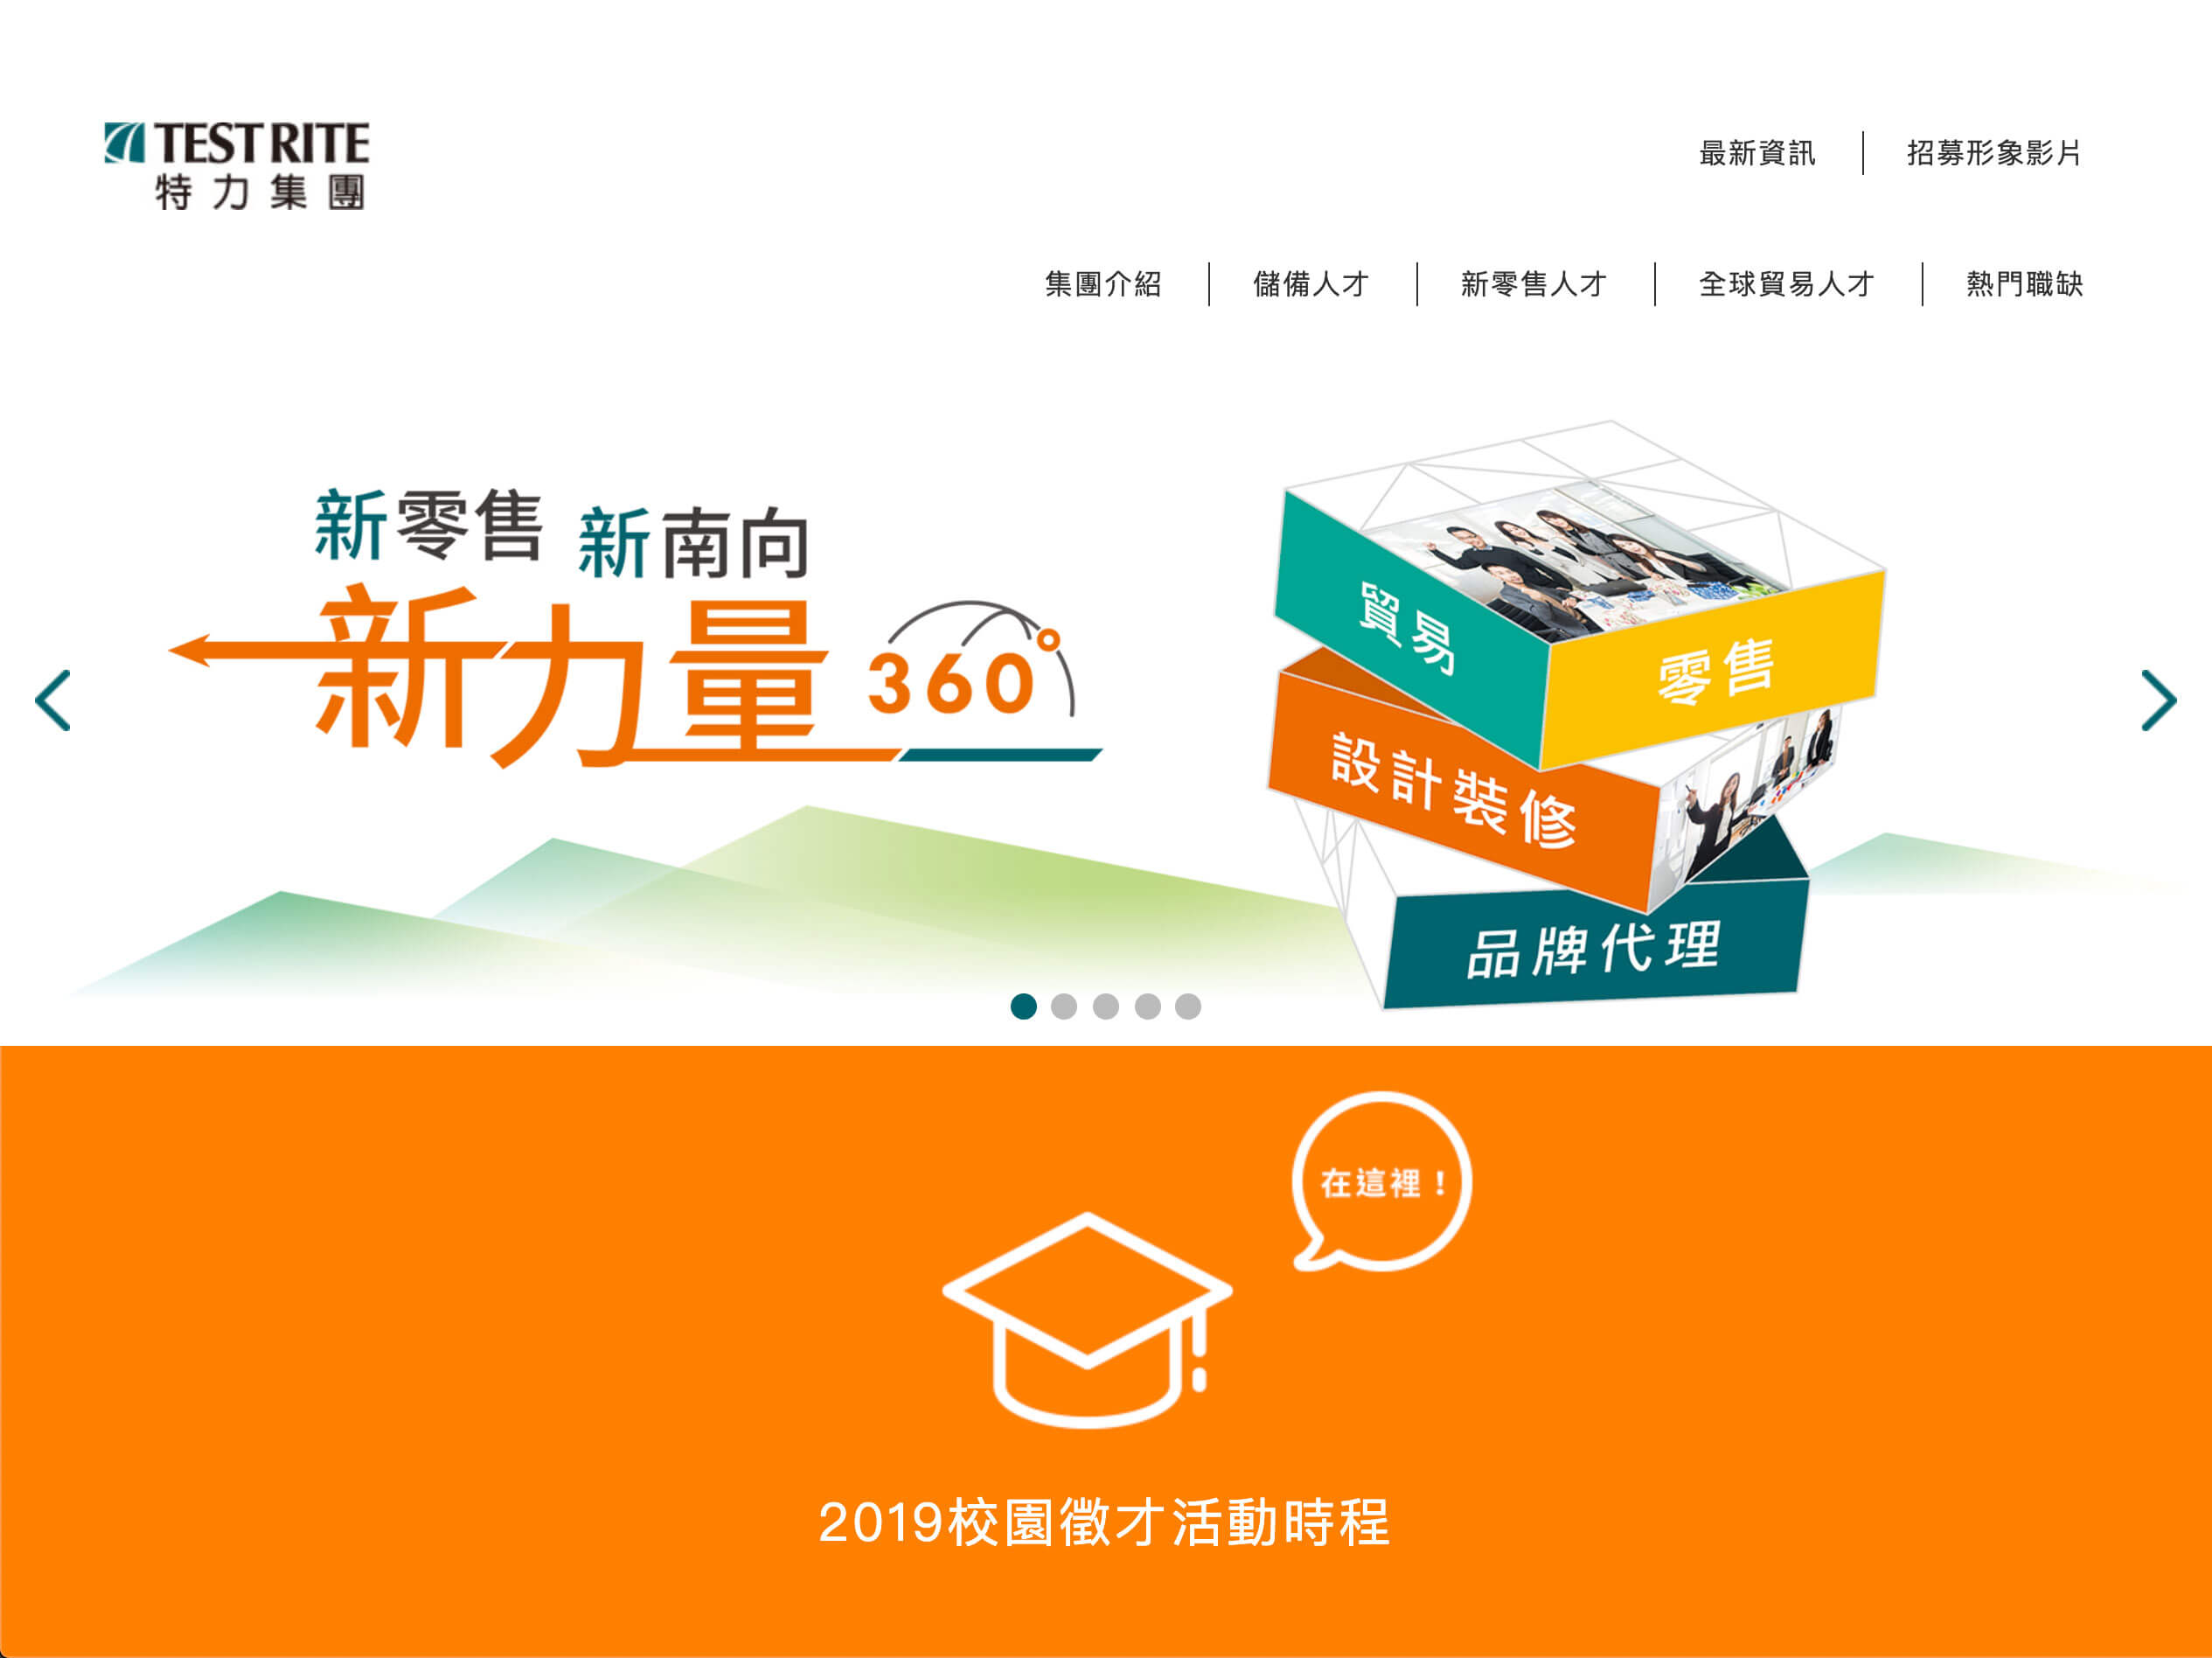 TEST RITE
特力集團
最新資訊
招募形象影片
集團介紹
儲備人才
新零售人才
全球貿易人才
熱門職缺
新零售 新南向
新力量 360°
貿易
零售
設計裝修
品牌代理
在這裡！
2019校園徵才活動時程